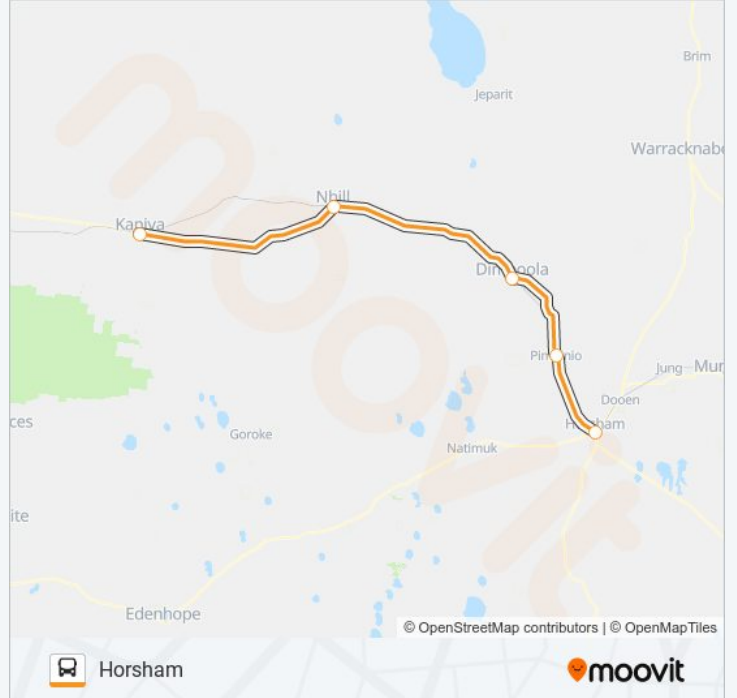 Brim
Jeparit
Warracknabe
Nhill
Kaniva
Dimboola
Pimpinio
Jung
Mur
Dooen
Horsham
ces
Goroke
Natimuk
ite
Edenhope
© OpenStreetMap contributors | © OpenMapTiles
Horsham
moovit
moovit